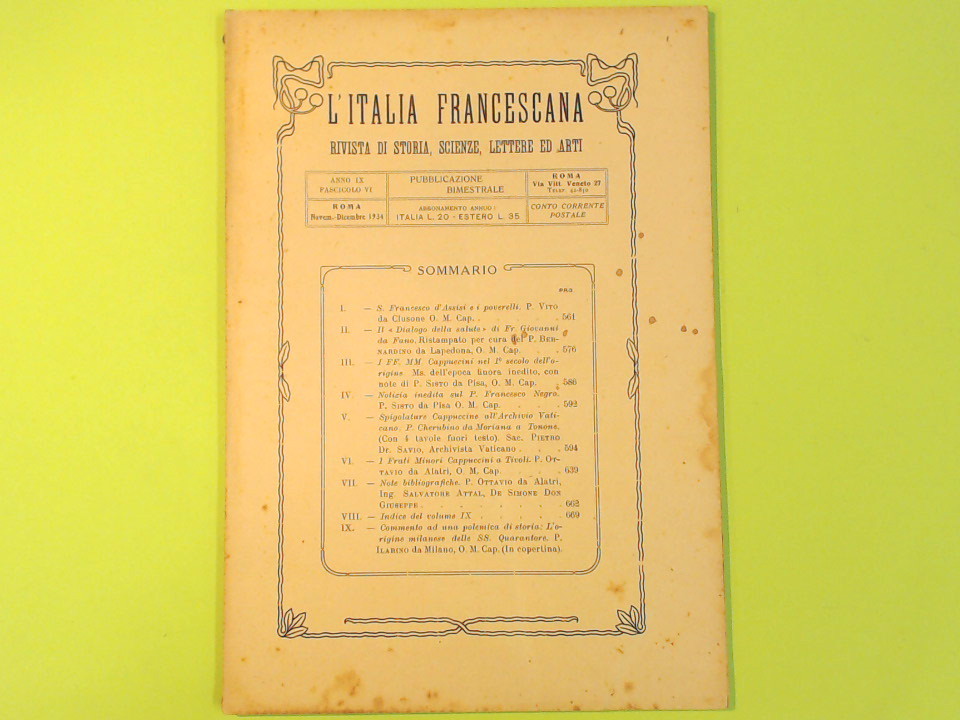 L'ITALIA FRANCESCANA
RIVISTA DI STORIA, SCIENZE, LETTERE ED ARTI
ANNO IX
FASCICOLO VI
PUBBLICAZIONE
BIMESTRALE
ROMA
Via Vitt. Veneto 27
TELEF. 42-850
ROMA
Novem.-Dicembre 1934
ABBONAMENTO ANNUO:
ITALIA L. 20 - ESTERO L. 35
CONTO CORRENTE
POSTALE
SOMMARIO
PAG.
I. — S. Francesco d'Assisi e i poverelli. P. VITO
da Clusone O. M. Cap. . . . . . 561
II. — Il « Dialogo della salute » di Fr. Giovanni
da Fano. Ristampato per cura del P. BER-
NARDINO da Lapedona, O. M. Cap. . . . 576
III. — I FF. MM. Cappuccini nel 1º secolo dell'o-
rigine. Ms. dell'epoca finora inedito, con
note di P. SISTO da Pisa, O. M. Cap. . 586
IV. — Notizia inedita sul P. Francesco Negro.
P. SISTO da Pisa O. M. Cap. . . . . 592
V. — Spigolature Cappuccine all'Archivio Vati-
cano. P. Cherubino da Moriana a Tonone.
(Con 4 tavole fuori testo). Sac. PIETRO
Dr. SAVIO, Archivista Vaticano . . . 594
VI. — I Frati Minori Cappuccini a Tivoli. P. OT-
TAVIO da Alatri, O. M. Cap. . . . . 639
VII. — Note bibliografiche. P. OTTAVIO da Alatri,
Ing. SALVATORE ATTAL, DE SIMONE DON
GIUSEPPE . . . . . . . . 662
VIII. — Indice del volume IX . . . . . 669
IX. — Commento ad una polemica di storia: L'o-
rigine milanese delle SS. Quarantore. P.
ILARINO da Milano, O. M. Cap. (In copertina).